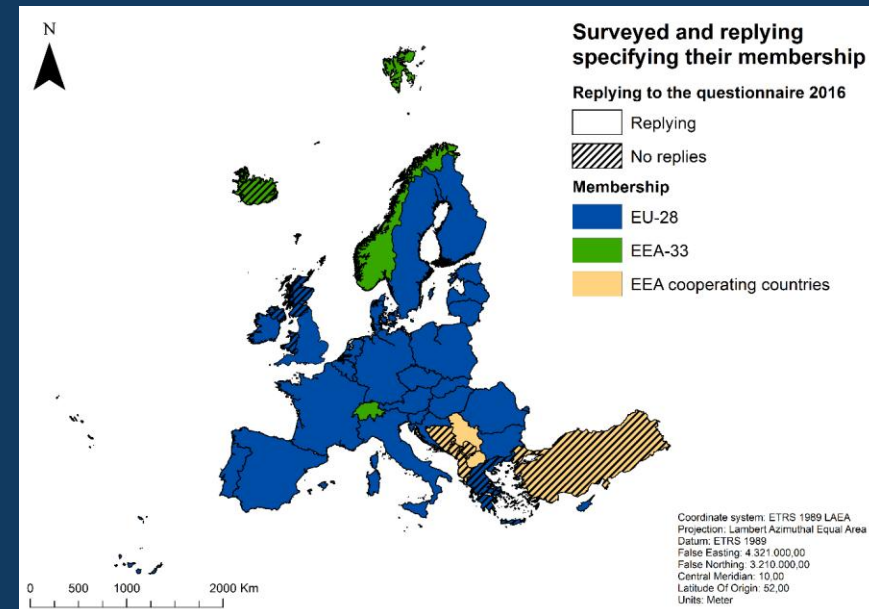 N
Surveyed and replying
specifying their membership
Replying to the questionnaire 2016
Replying
No replies
Membership
EU-28
EEA-33
EEA cooperating countries
Coordinate system: ETRS 1989 LAEA
Projection: Lambert Azimuthal Equal Area
Datum: ETRS 1989
False Easting: 4.321.000,00
False Northing: 3.210.000,00
Central Meridian: 10,00
Latitude Of Origin: 52,00
Units: Meter
0 500 1000 2000 Km